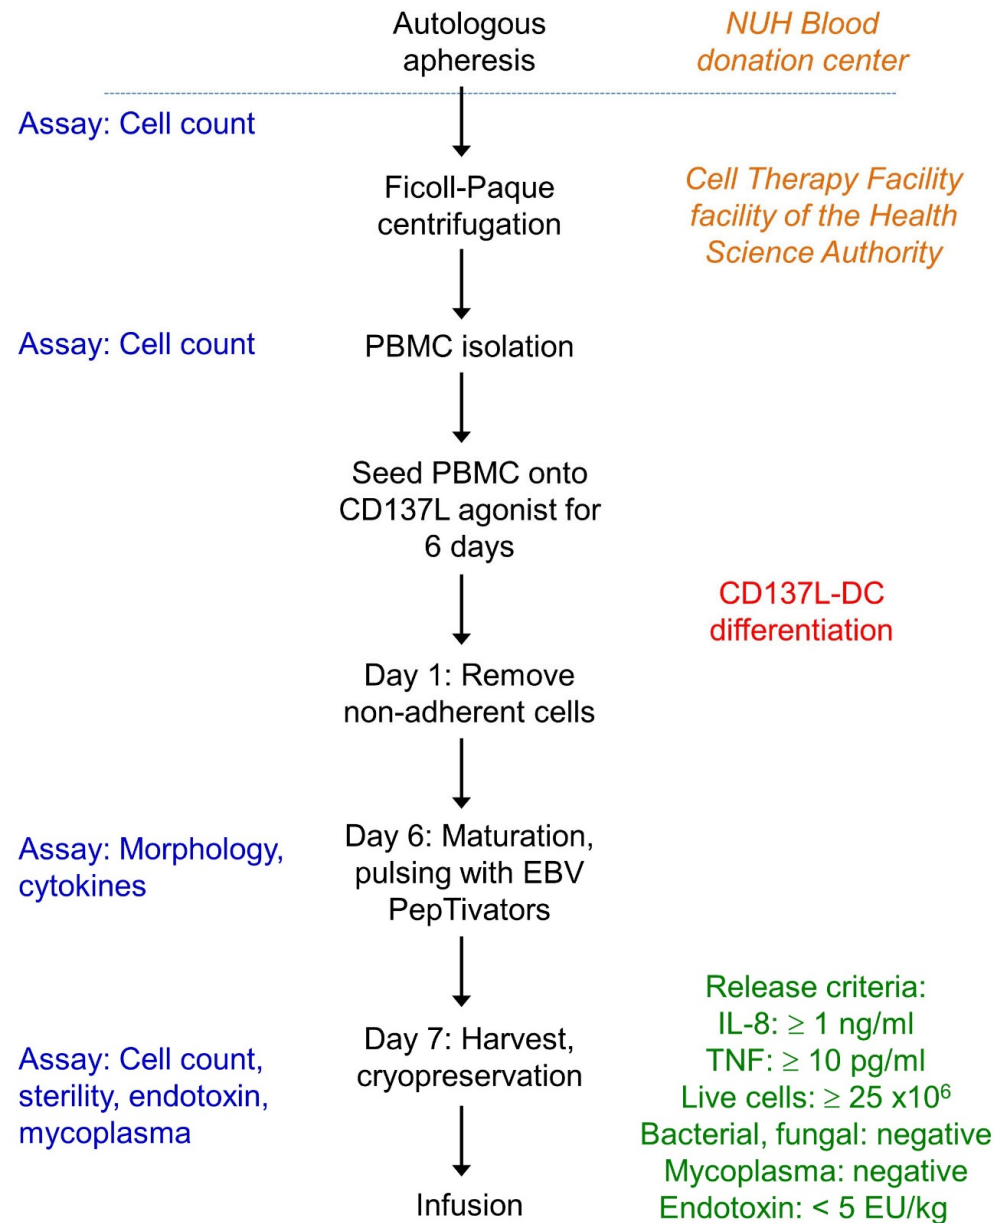 Autologous
apheresis
NUH Blood
donation center
Assay: Cell count
Ficoll-Paque
centrifugation
Cell Therapy Facility
facility of the Health
Science Authority
Assay: Cell count
PBMC isolation
Seed PBMC onto
CD137L agonist for
6 days
CD137L-DC
differentiation
Day 1: Remove
non-adherent cells
Assay: Morphology,
cytokines
Day 6: Maturation,
pulsing with EBV
PepTivators
Assay: Cell count,
sterility, endotoxin,
mycoplasma
Day 7: Harvest,
cryopreservation
Release criteria:
IL-8: ≥ 1 ng/ml
TNF: ≥ 10 pg/ml
Live cells: ≥ 25 x10⁶
Bacterial, fungal: negative
Mycoplasma: negative
Endotoxin: < 5 EU/kg
Infusion